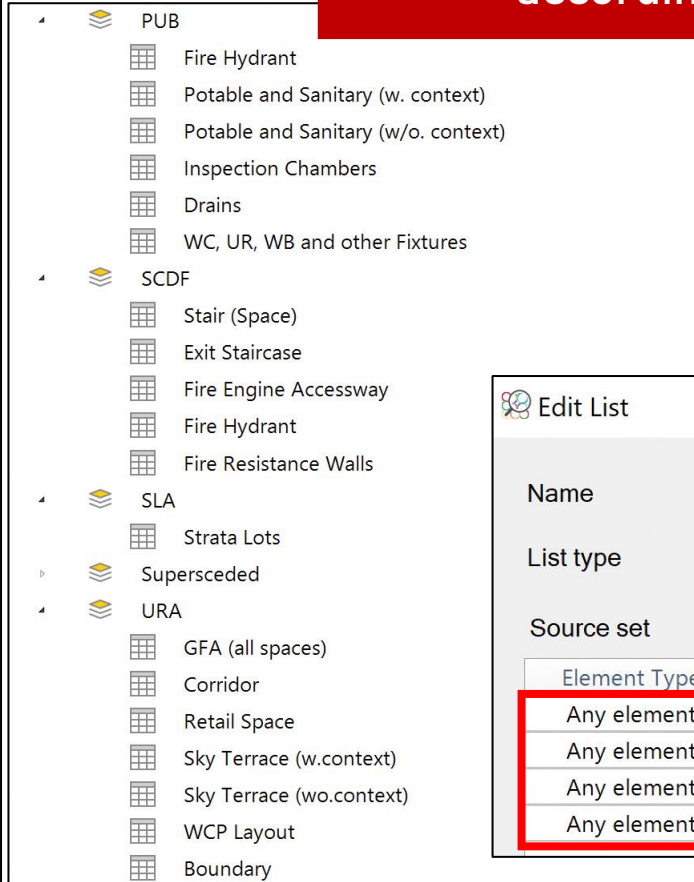 PUB
Fire Hydrant
Potable and Sanitary (w. context)
Potable and Sanitary (w/o. context)
Inspection Chambers
Drains
WC, UR, WB and other Fixtures
SCDF
Stair (Space)
Exit Staircase
Fire Engine Accessway
Fire Hydrant
Fire Resistance Walls
SLA
Strata Lots
Supersceded
URA
GFA (all spaces)
Corridor
Retail Space
Sky Terrace (w.context)
Sky Terrace (wo.context)
WCP Layout
Boundary
Edit List
Name
List type
Source set
Element Type
Any element
Any element
Any element
Any element